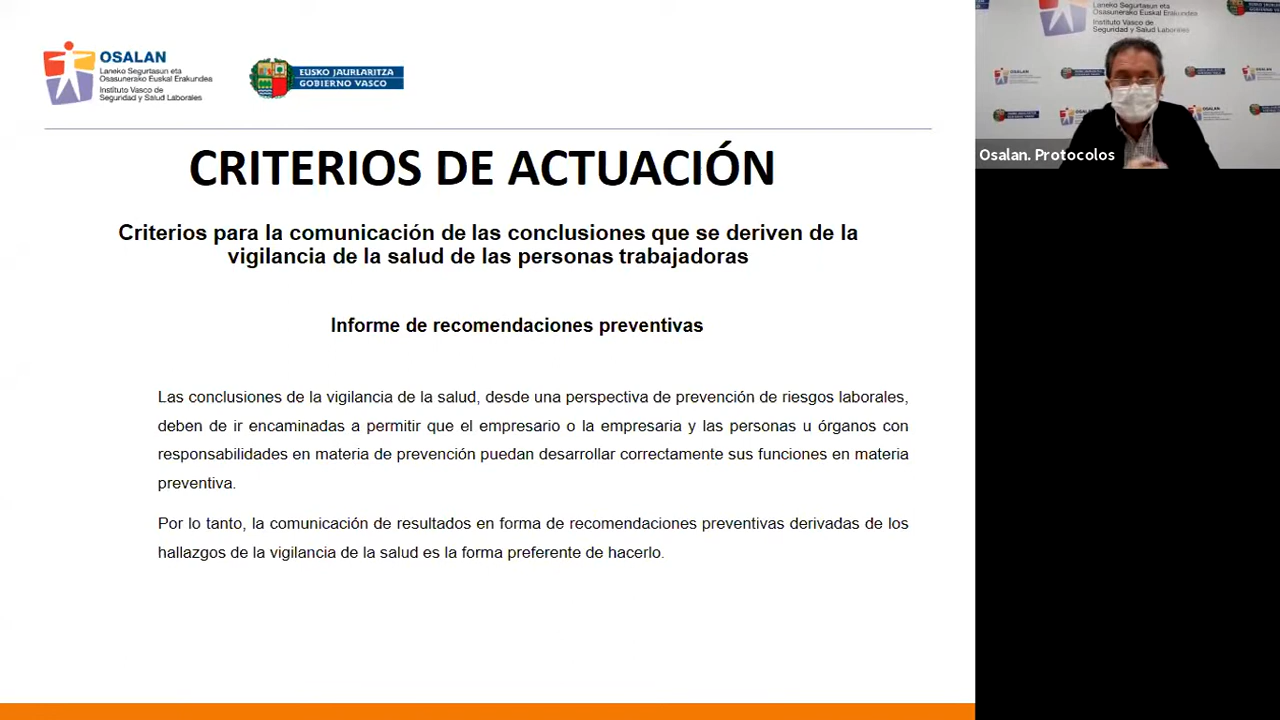 OSALAN
Laneko Segurtasun eta
Osasunerako Euskal Erakundea
Instituto Vasco de
Seguridad y Salud Laborales
EUSKO JAURLARITZA
GOBIERNO VASCO
CRITERIOS DE ACTUACIÓN
Criterios para la comunicación de las conclusiones que se deriven de la
vigilancia de la salud de las personas trabajadoras
Informe de recomendaciones preventivas
Las conclusiones de la vigilancia de la salud, desde una perspectiva de prevención de riesgos laborales,
deben de ir encaminadas a permitir que el empresario o la empresaria y las personas u órganos con
responsabilidades en materia de prevención puedan desarrollar correctamente sus funciones en materia
preventiva.
Por lo tanto, la comunicación de resultados en forma de recomendaciones preventivas derivadas de los
hallazgos de la vigilancia de la salud es la forma preferente de hacerlo.
Laneko Segurtasun eta
Osasunerako Euskal Erakundea
Instituto Vasco de
Seguridad y Salud Laborales
OSALAN
Osalan. Protocolos